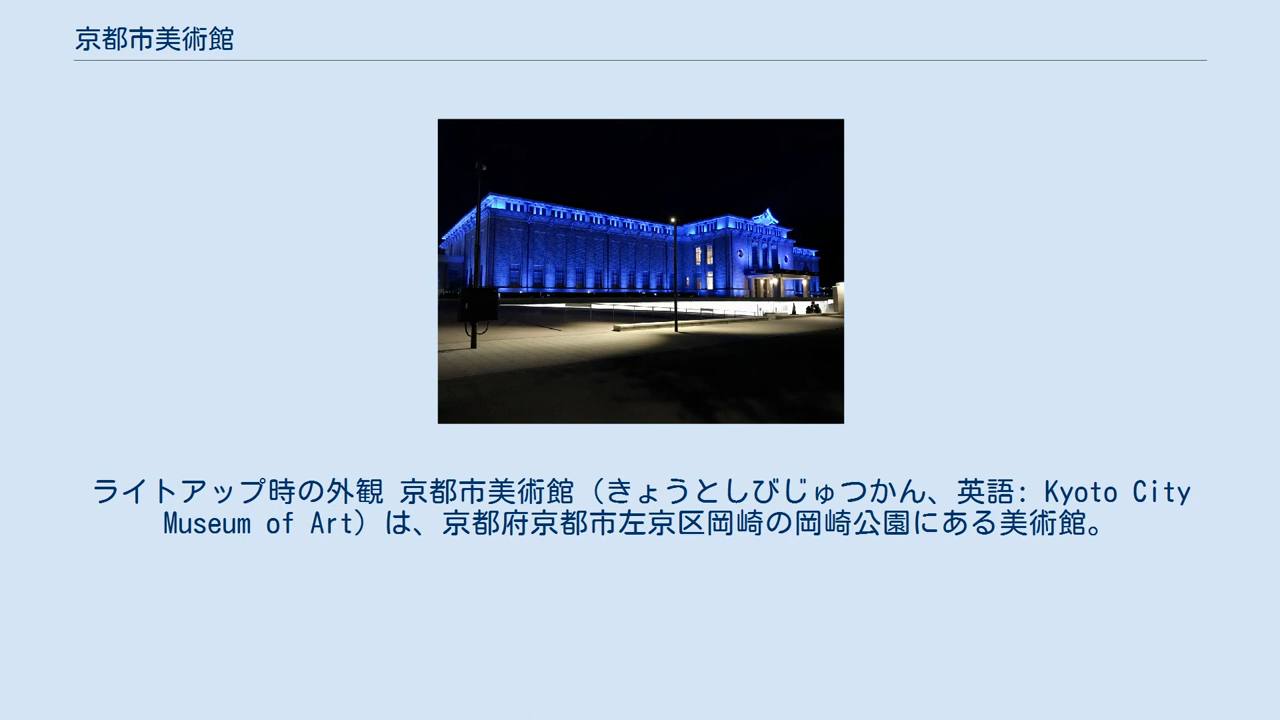 京都市美術館
ライトアップ時の外観 京都市美術館（きょうとしびじゅつかん、英語: Kyoto City
Museum of Art）は、京都府京都市左京区岡崎の岡崎公園にある美術館。